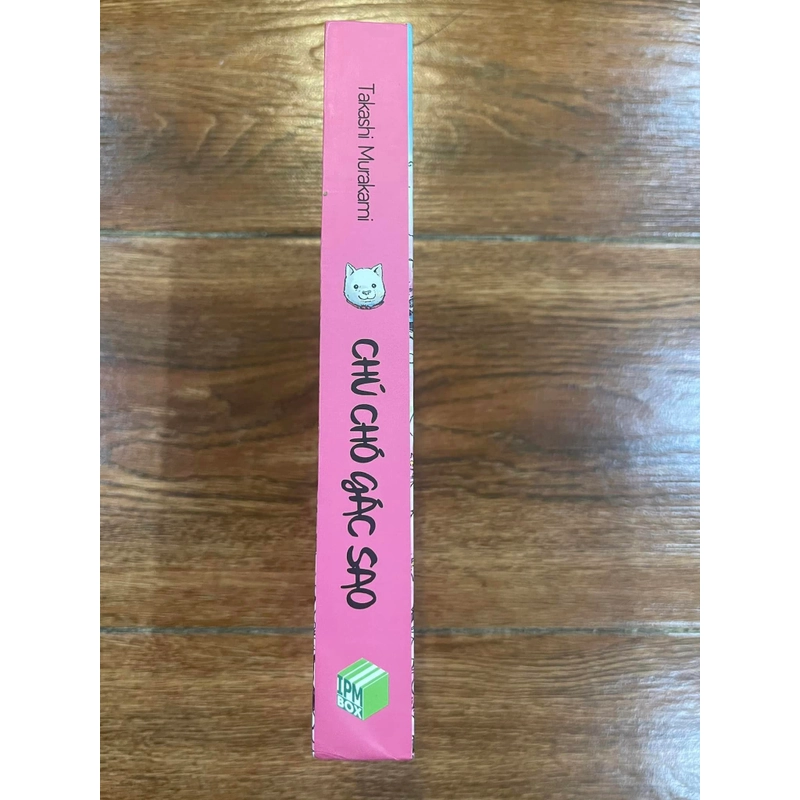 Takashi Murakami
CHÚ CHÓ GÁC SAO
IPM
BOX